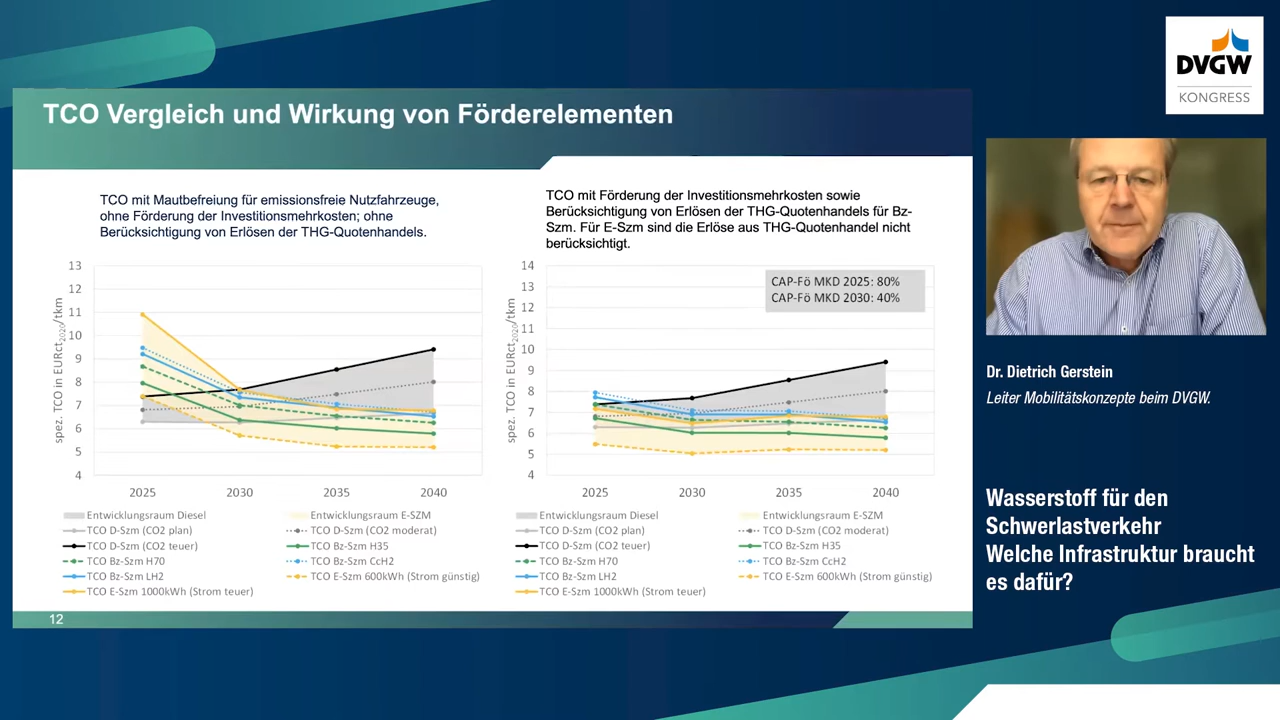 DVGW
KONGRESS
TCO Vergleich und Wirkung von Förderelementen
TCO mit Mautbefreiung für emissionsfreie Nutzfahrzeuge,
ohne Förderung der Investitionsmehrkosten; ohne
Berücksichtigung von Erlösen der THG-Quotenhandels.
13
12
11
10
9
8
7
6
5
4
spez. TCO in EURct2020/tkm
2025 2030 2035 2040
Entwicklungsraum Diesel Entwicklungsraum E-SZM
TCO D-Szm (CO2 plan) TCO D-Szm (CO2 moderat)
TCO D-Szm (CO2 teuer) TCO Bz-Szm H35
TCO Bz-Szm H70 TCO Bz-Szm CcH2
TCO Bz-Szm LH2 TCO E-Szm 600kWh (Strom günstig)
TCO E-Szm 1000kWh (Strom teuer)
TCO mit Förderung der Investitionsmehrkosten sowie
Berücksichtigung von Erlösen der THG-Quotenhandels für Bz-
Szm. Für E-Szm sind die Erlöse aus THG-Quotenhandel nicht
berücksichtigt.
14
13
12
11
10
9
8
7
6
5
4
spez. TCO in EURct2020/tkm
CAP-Fö MKD 2025: 80%
CAP-Fö MKD 2030: 40%
2025 2030 2035 2040
Entwicklungsraum Diesel Entwicklungsraum E-SZM
TCO D-Szm (CO2 plan) TCO D-Szm (CO2 moderat)
TCO D-Szm (CO2 teuer) TCO Bz-Szm H35
TCO Bz-Szm H70 TCO Bz-Szm CcH2
TCO Bz-Szm LH2 TCO E-Szm 600kWh (Strom günstig)
TCO E-Szm 1000kWh (Strom teuer)
12
Dr. Dietrich Gerstein
Leiter Mobilitätskonzepte beim DVGW.
Wasserstoff für den
Schwerlastverkehr
Welche Infrastruktur braucht
es dafür?